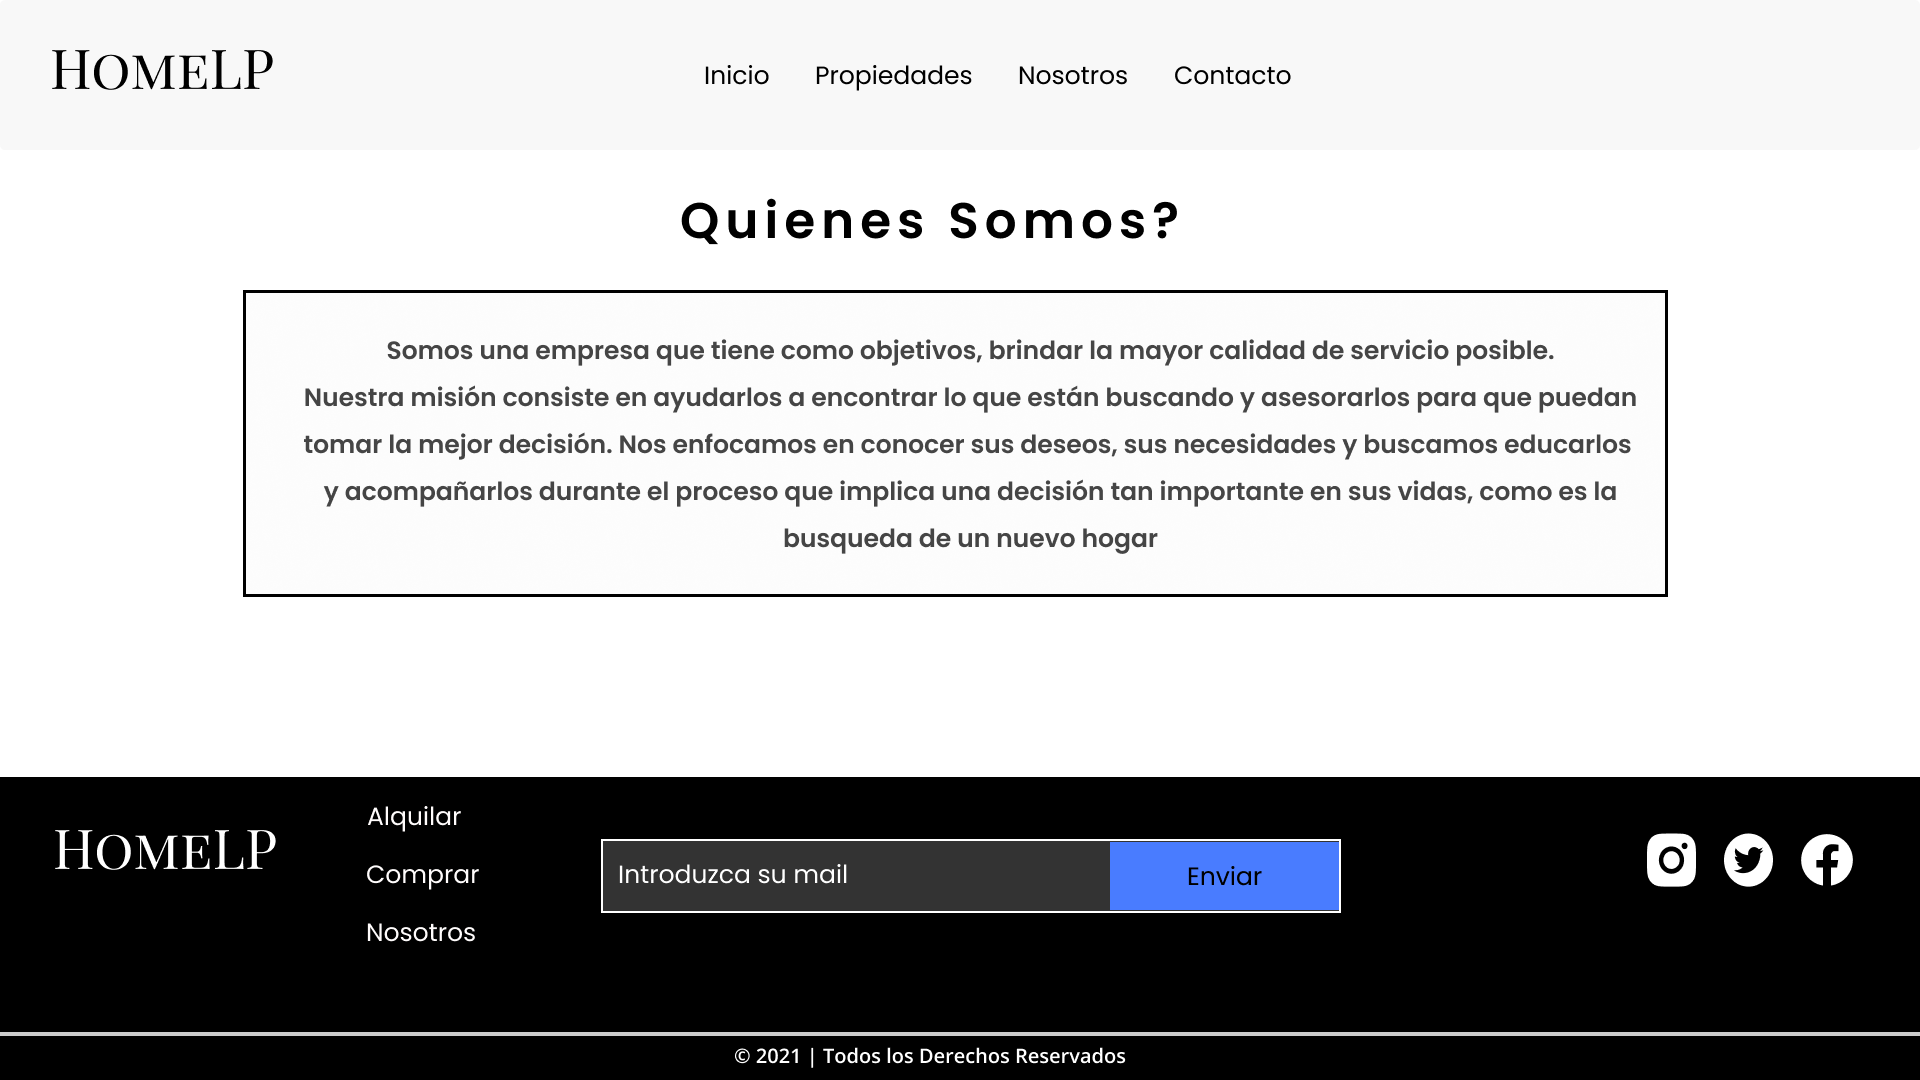 HomeLP
Inicio Propiedades Nosotros Contacto
Quienes Somos?
Somos una empresa que tiene como objetivos, brindar la mayor calidad de servicio posible.
Nuestra misión consiste en ayudarlos a encontrar lo que están buscando y asesorarlos para que puedan
tomar la mejor decisión. Nos enfocamos en conocer sus deseos, sus necesidades y buscamos educarlos
y acompañarlos durante el proceso que implica una decisión tan importante en sus vidas, como es la
busqueda de un nuevo hogar
HomeLP
Alquilar
Comprar
Nosotros
Introduzca su mail
Enviar
© 2021 | Todos los Derechos Reservados